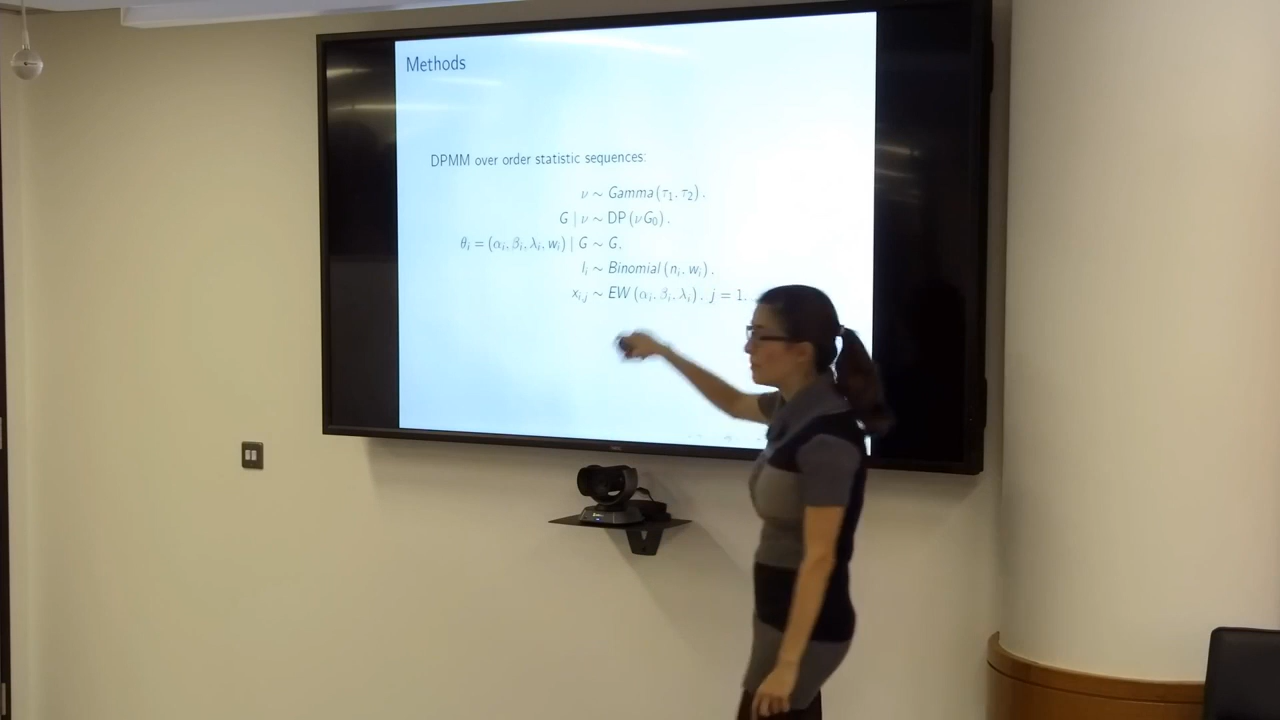 Methods
DPMM over order statistic sequences:
ν ∼ Gamma (τ₁, τ₂) ,
G | ν ∼ DP (νG₀) ,
θᵢ = (αᵢ, βᵢ, λᵢ, wᵢ) | G ∼ G,
lᵢ ∼ Binomial (nᵢ, wᵢ) ,
xᵢ,ⱼ ∼ EW (αᵢ, βᵢ, λᵢ) , j = 1,